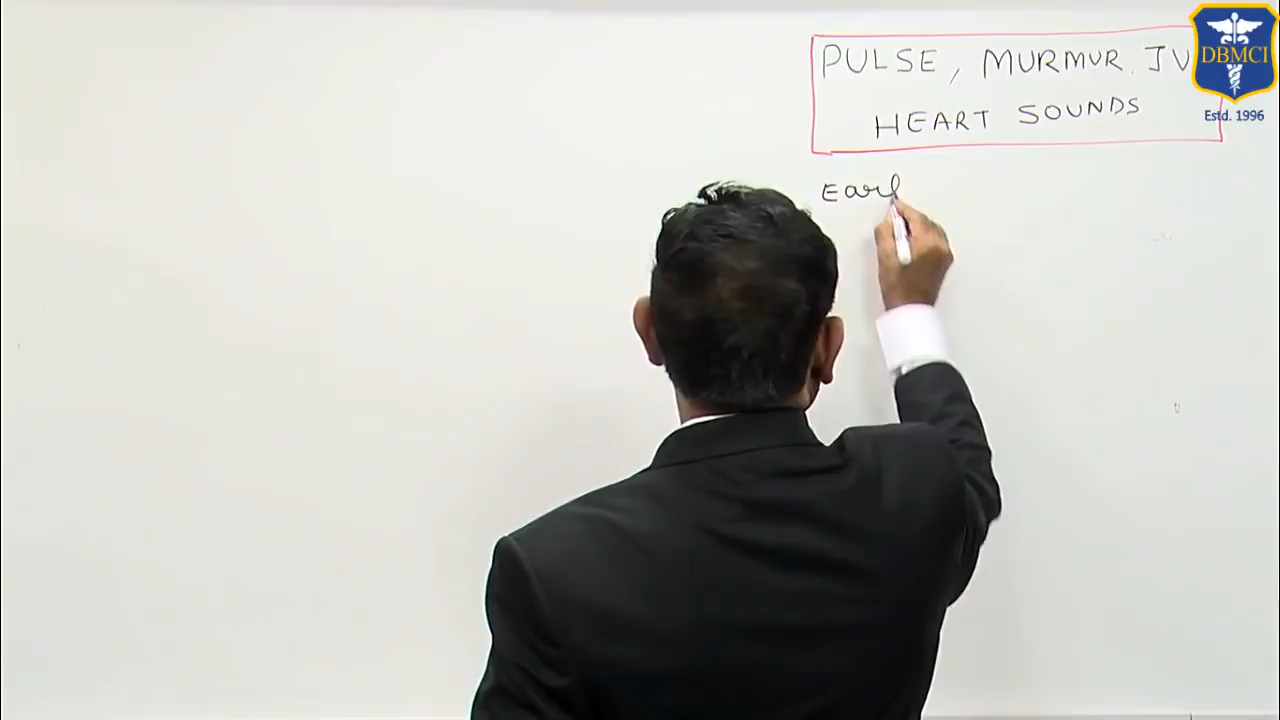 PULSE, MURMUR. JV
HEART SOUNDS
Earl
DBMCI
Estd. 1996